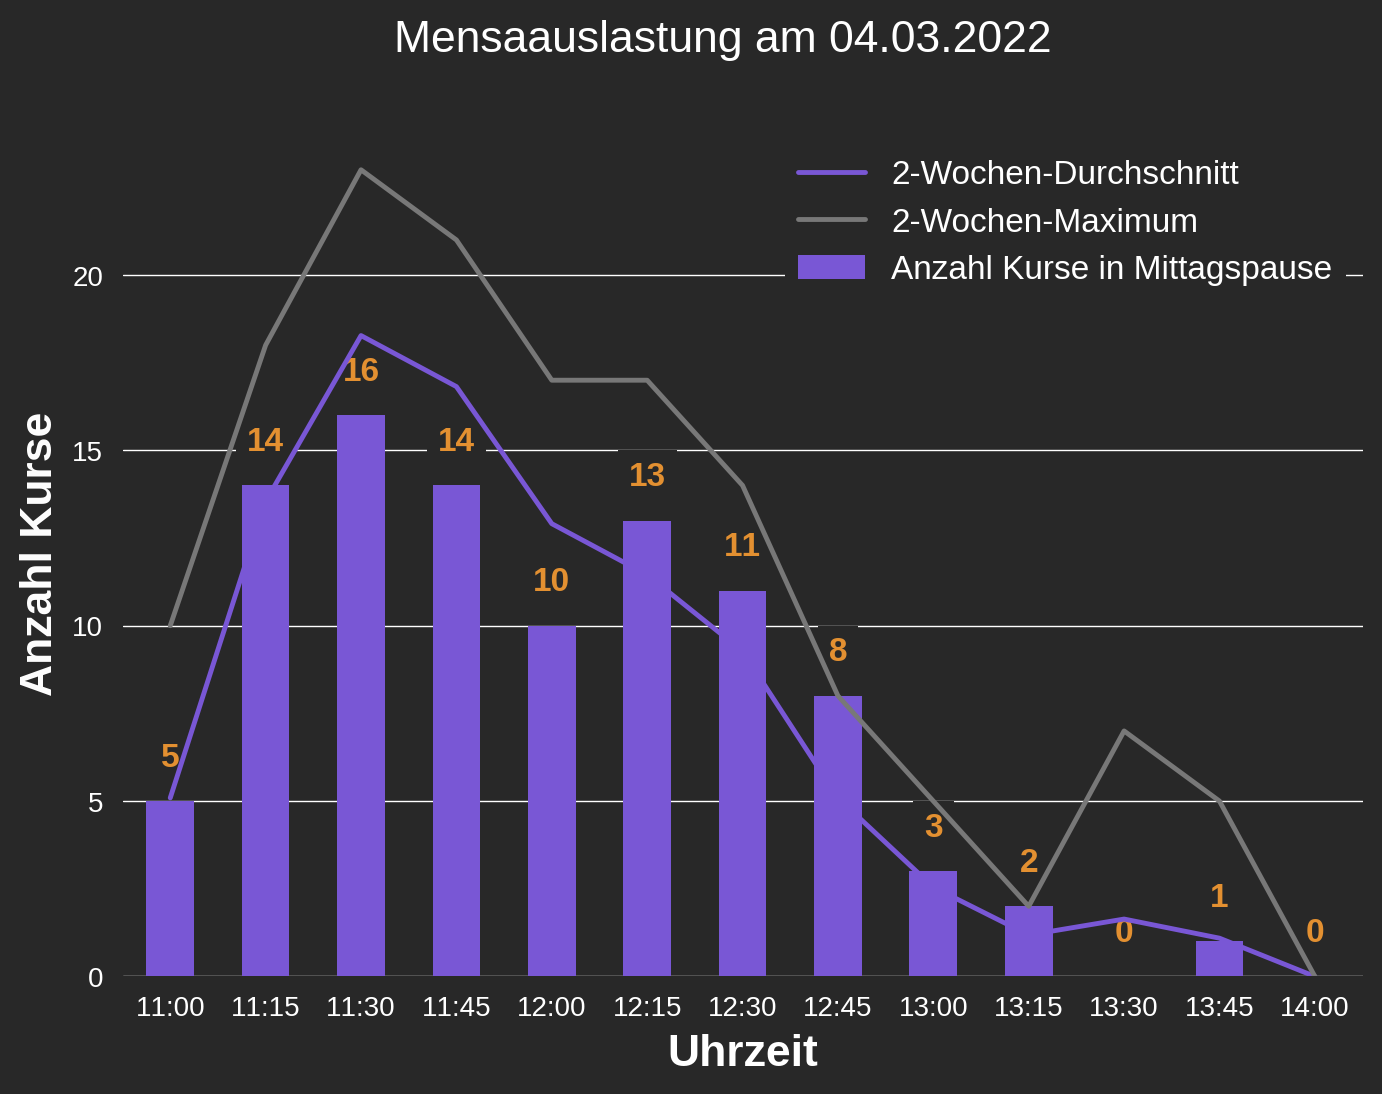 Mensaauslastung am 04.03.2022
2-Wochen-Durchschnitt
2-Wochen-Maximum
Anzahl Kurse in Mittagspause
Anzahl Kurse
20
15
10
5
0
5
14
16
14
10
13
11
8
3
2
0
1
0
11:00 11:15 11:30 11:45 12:00 12:15 12:30 12:45 13:00 13:15 13:30 13:45 14:00
Uhrzeit